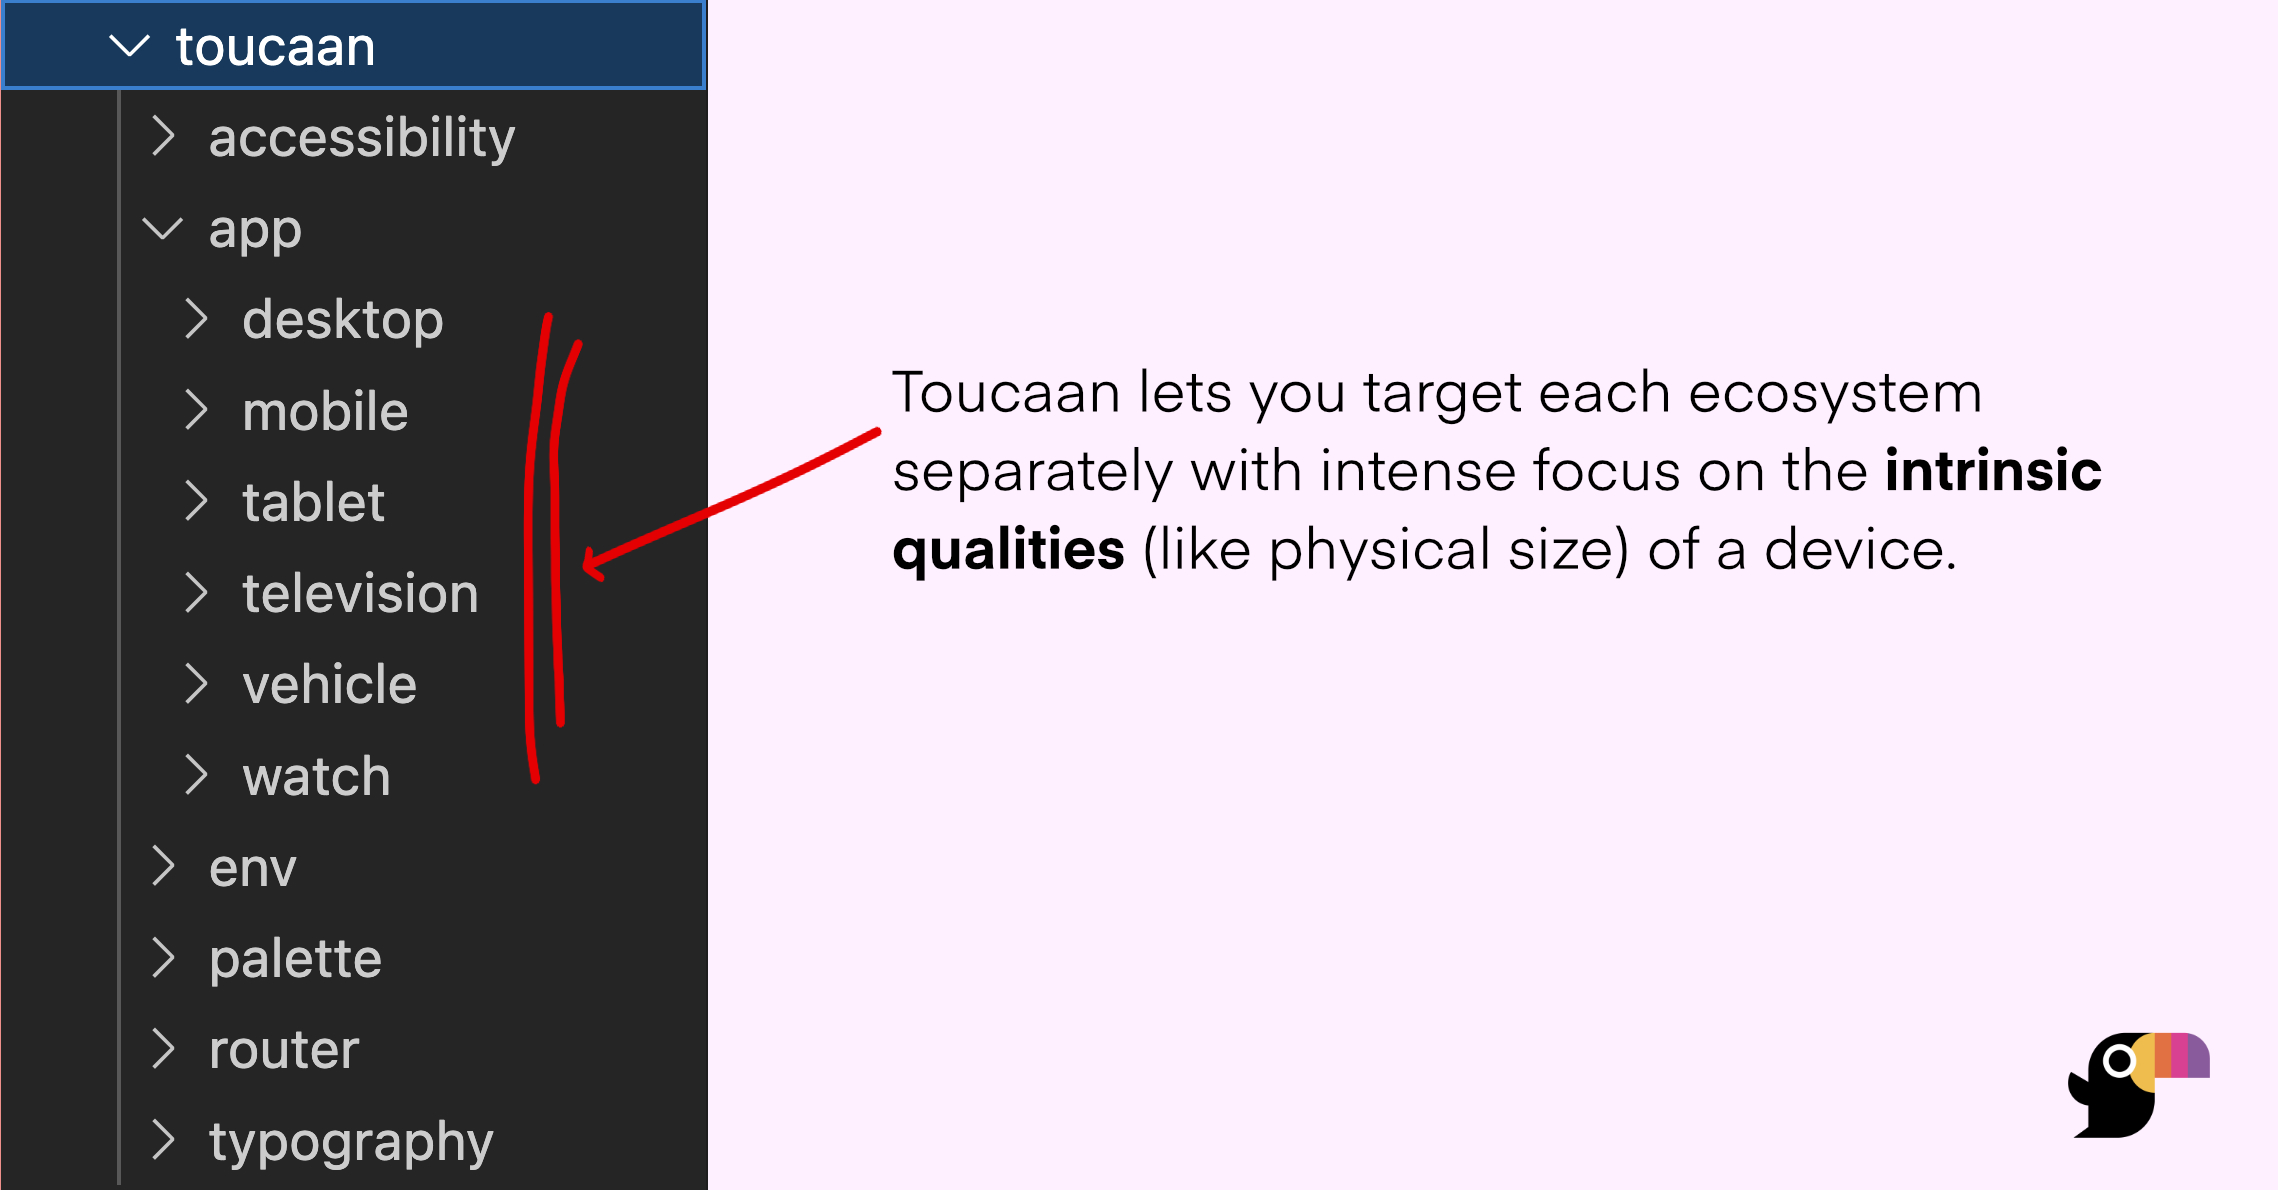 toucaan
accessibility
app
desktop
mobile
tablet
television
vehicle
watch
env
palette
router
typography
Toucaan lets you target each ecosystem
separately with intense focus on the intrinsic
qualities (like physical size) of a device.